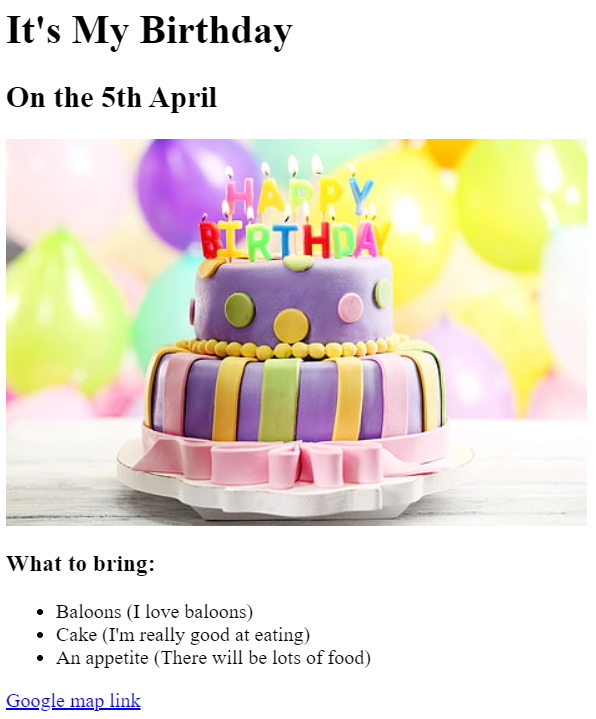 It's My Birthday
On the 5th April
HAPPY
BIRTHDAY
What to bring:
Baloons (I love baloons)
Cake (I'm really good at eating)
An appetite (There will be lots of food)
Google map link